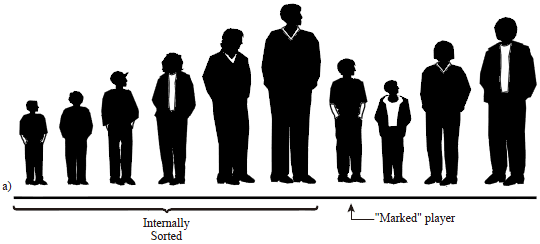 a)
Internally
Sorted
"Marked" player